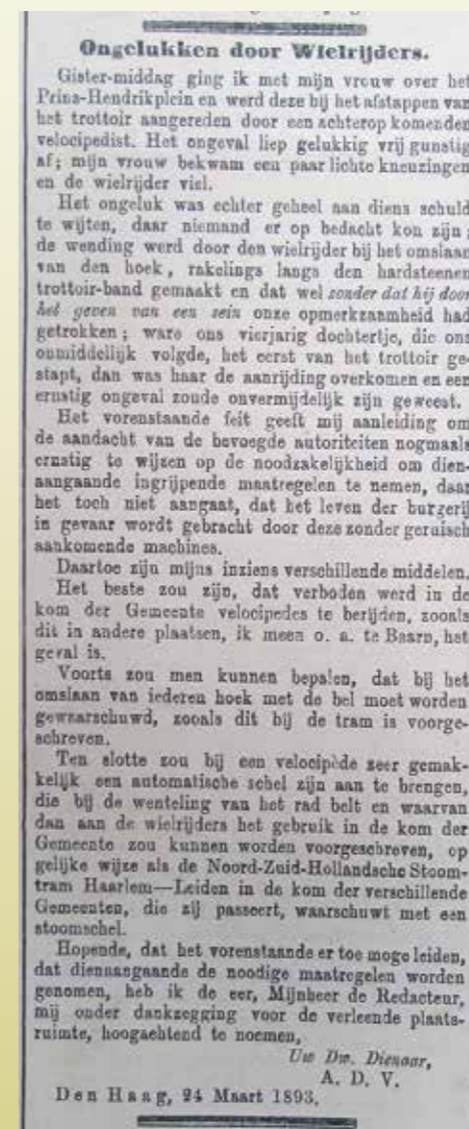 Ongelukken door Wielrijders.
Gister-middag ging ik met mijn vrouw over het
Prins-Hendrikplein en werd deze bij het afstappen van
het trottoir aangereden door een achterop komenden
velocipedist. Het ongeval liep gelukkig vrij gunstig
af; mijn vrouw bekwam een paar lichte kneuzingen
en de wielrijder viel.
Het ongeluk was echter geheel aan diens schuld
te wijten, daar niemand er op bedacht kon zijn;
de wending werd door den wielrijder bij het omslaan
van den hoek, rakelings langs den hardsteenen
trottoir-band gemaakt en dat wel zonder dat hij door
het geven van een sein onze opmerkzaamheid had
getrokken; ware ons vierjarig dochtertje, die ons
onmiddellijk volgde, het eerst van het trottoir ge-
stapt, dan was haar de aanrijding overkomen en een
ernstig ongeval zoude onvermijdelijk zijn geweest.
Het vorenstaande feit geeft mij aanleiding om
de aandacht van de bevoegde autoriteiten nogmaals
ernstig te wijzen op de noodzakelijkheid om dien-
aangaande ingrijpende maatregelen te nemen, daar
het toch niet aangaat, dat het leven der burgerij
in gevaar wordt gebracht door deze zonder geruisch
aankomende machines.
Daartoe zijn mijns inziens verschillende middelen.
Het beste zou zijn, dat verboden werd in de
kom der Gemeente velocipedes te berijden, zooals
dit in andere plaatsen, ik meen o. a. te Baarn, het
geval is.
Voorts zou men kunnen bepalen, dat bij het
omslaan van iederen hoek met de bel moet worden
gewaarschuwd, zooals dit bij de tram is voorge-
schreven.
Ten slotte zou bij een velocipède zeer gemak-
kelijk een automatische schel zijn aan te brengen,
die bij de wenteling van het rad belt en waarvan
dan aan de wielrijders het gebruik in de kom der
Gemeente zou kunnen worden voorgeschreven, op
gelijke wijze als de Noord-Zuid-Hollandsche Stoom-
tram Haarlem—Leiden in de kom der verschillende
Gemeenten, die zij passeert, waarschuwt met een
stoomschel.
Hopende, dat het vorenstaande er toe moge leiden,
dat dienaangaande de noodige maatregelen worden
genomen, heb ik de eer, Mijnheer de Redacteur,
mij onder dankzegging voor de verleende plaats-
ruimte, hoogachtend te noemen,
Uw Dw. Dienaar,
A. D. V.
Den Haag, 24 Maart 1893.